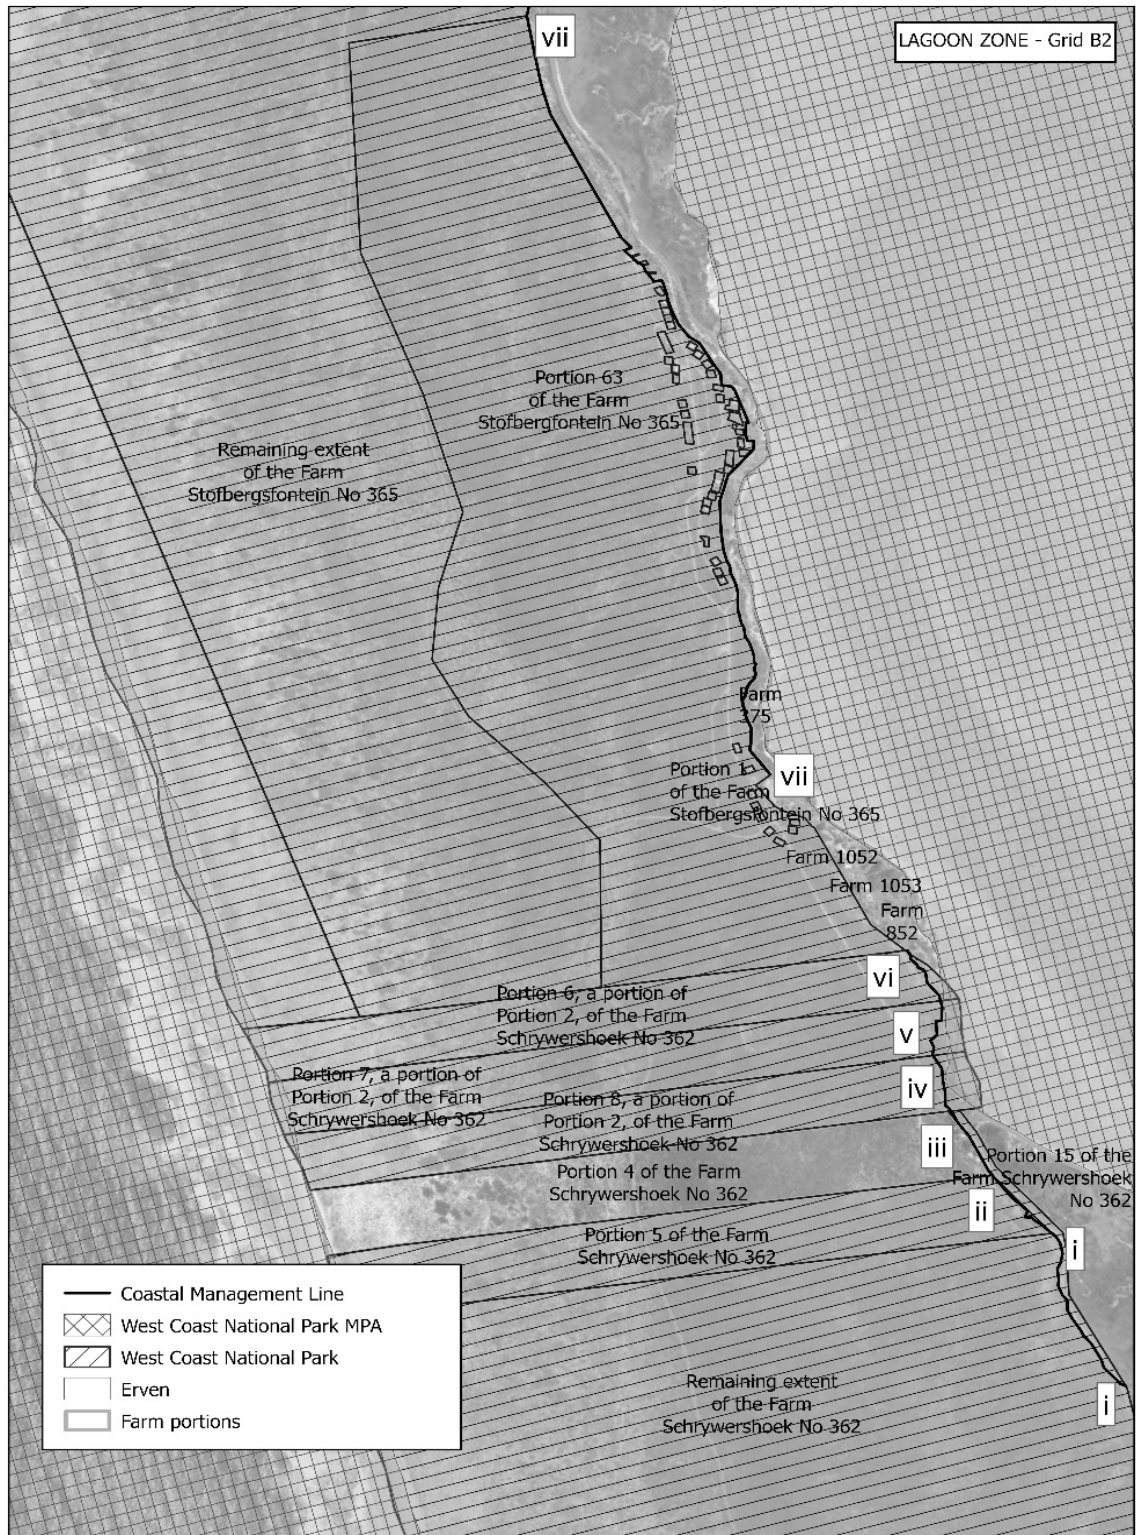 vii
LAGOON ZONE - Grid B2
Portion 63
of the Farm
Stofbergfontein No 365
Remaining extent
of the Farm
Stofbergsfontein No 365
Farm
375
vii
Portion 1
of the Farm
Stofbergsfontein No 365
Farm 1052
Farm 1053
Farm
852
vi
Portion 6, a portion of
Portion 2, of the Farm
Schrywershoek No 362
v
Portion 7, a portion of
Portion 2, of the Farm
Schrywershoek No 362
iv
Portion 8, a portion of
Portion 2, of the Farm
Schrywershoek No 362
iii
Portion 15 of the
Farm Schrywershoek
No 362
Portion 4 of the Farm
Schrywershoek No 362
ii
Portion 5 of the Farm
Schrywershoek No 362
i
Coastal Management Line
West Coast National Park MPA
West Coast National Park
Erven
Farm portions
Remaining extent
of the Farm
Schrywershoek No 362
i